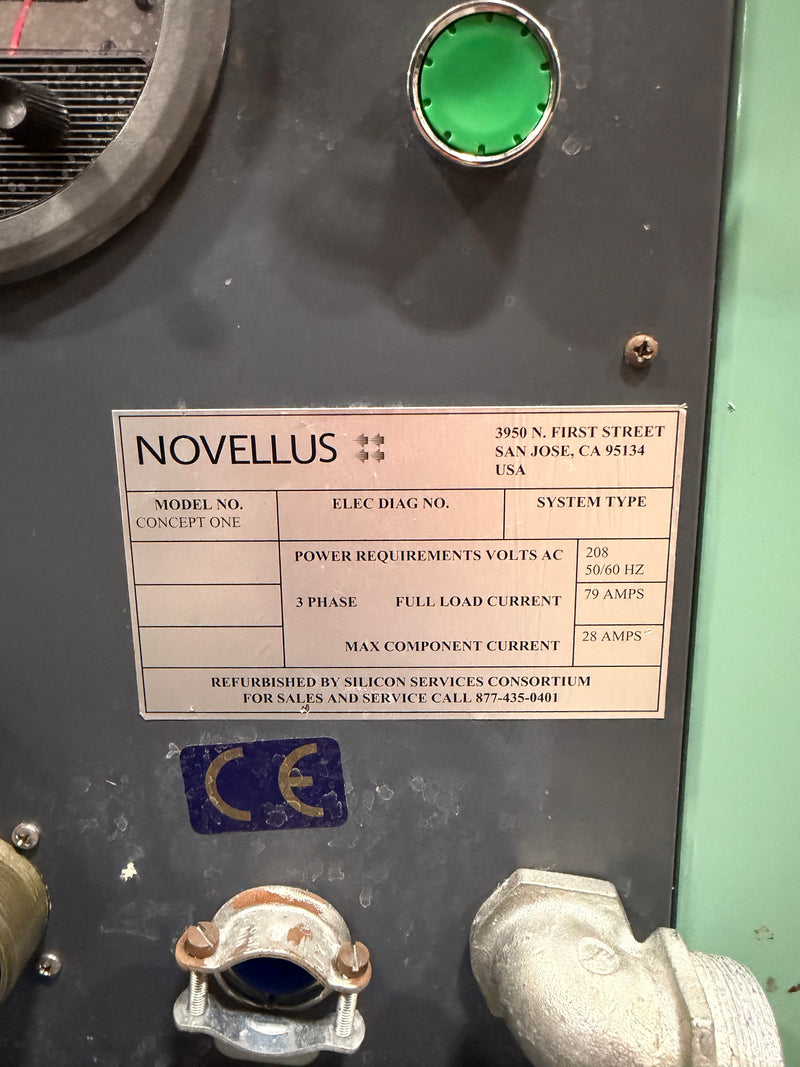 NOVELLUS
3950 N. FIRST STREET
SAN JOSE, CA 95134
USA
MODEL NO.
CONCEPT ONE
ELEC DIAG NO.
SYSTEM TYPE
POWER REQUIREMENTS VOLTS AC
208
50/60 HZ
3 PHASE FULL LOAD CURRENT
79 AMPS
MAX COMPONENT CURRENT
28 AMPS
REFURBISHED BY SILICON SERVICES CONSORTIUM
FOR SALES AND SERVICE CALL 877-435-0401
CE